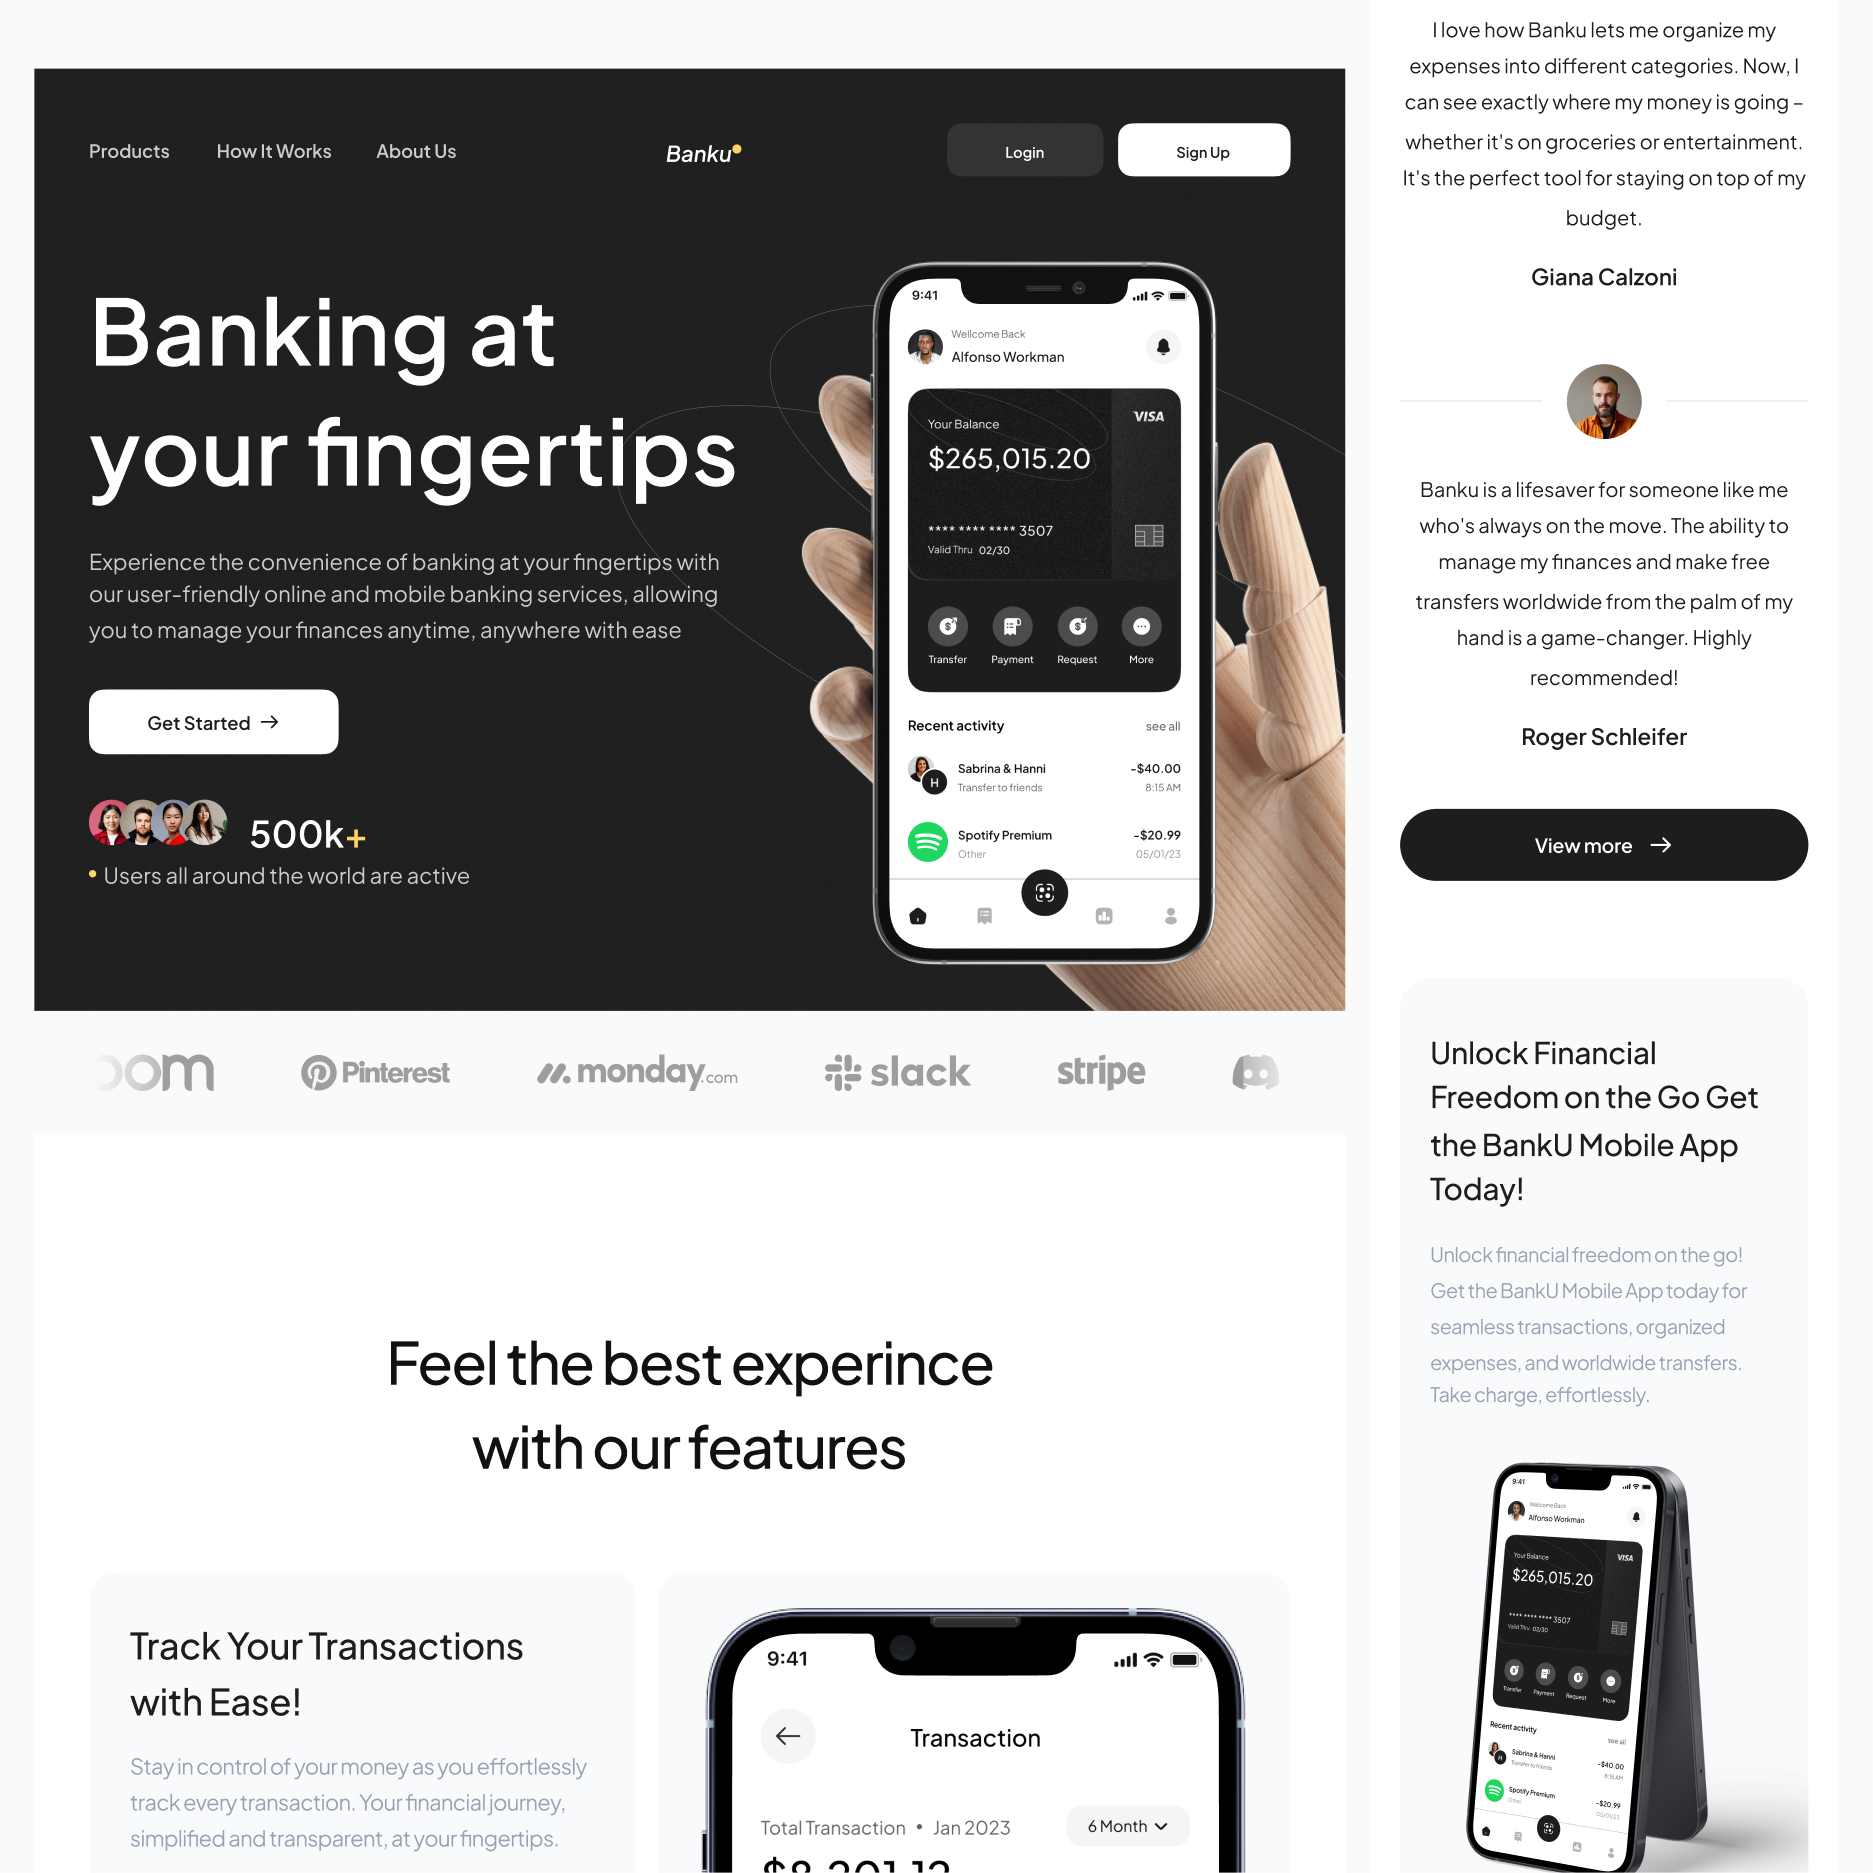 Products
How It Works
About Us
Banku
Login
Sign Up
Banking at
your fingertips
Experience the convenience of banking at your fingertips with
our user-friendly online and mobile banking services, allowing
you to manage your finances anytime, anywhere with ease
Get Started
500k+
Users all around the world are active
9:41
Wellcome Back
Alfonso Workman
Your Balance
VISA
$265,015.20
**** **** **** 3507
Valid Thru 02/30
Transfer
Payment
Request
More
Recent activity
see all
Sabrina & Hanni
-$40.00
Transfer to friends
8:15 AM
H
Spotify Premium
-$20.99
Other
05/01/23
oom
Pinterest
monday.com
slack
stripe
Feel the best experince
with our features
Track Your Transactions
with Ease!
Stay in control of your money as you effortlessly
track every transaction. Your financial journey,
simplified and transparent, at your fingertips.
9:41
Transaction
Total Transaction • Jan 2023
6 Month
I love how Banku lets me organize my
expenses into different categories. Now, I
can see exactly where my money is going –
whether it's on groceries or entertainment.
It's the perfect tool for staying on top of my
budget.
Giana Calzoni
Banku is a lifesaver for someone like me
who's always on the move. The ability to
manage my finances and make free
transfers worldwide from the palm of my
hand is a game-changer. Highly
recommended!
Roger Schleifer
View more
Unlock Financial
Freedom on the Go Get
the BankU Mobile App
Today!
Unlock financial freedom on the go!
Get the BankU Mobile App today for
seamless transactions, organized
expenses, and worldwide transfers.
Take charge, effortlessly.
9:41
Wellcome Back
Alfonso Workman
Your Balance
VISA
$265,015.20
**** **** **** 3507
Valid Thru 02/30
Transfer
Payment
Request
More
Recent activity
see all
Sabrina & Hanni
-$40.00
Transfer to friends
8:15 AM
H
Spotify Premium
-$20.99
Other
05/01/23